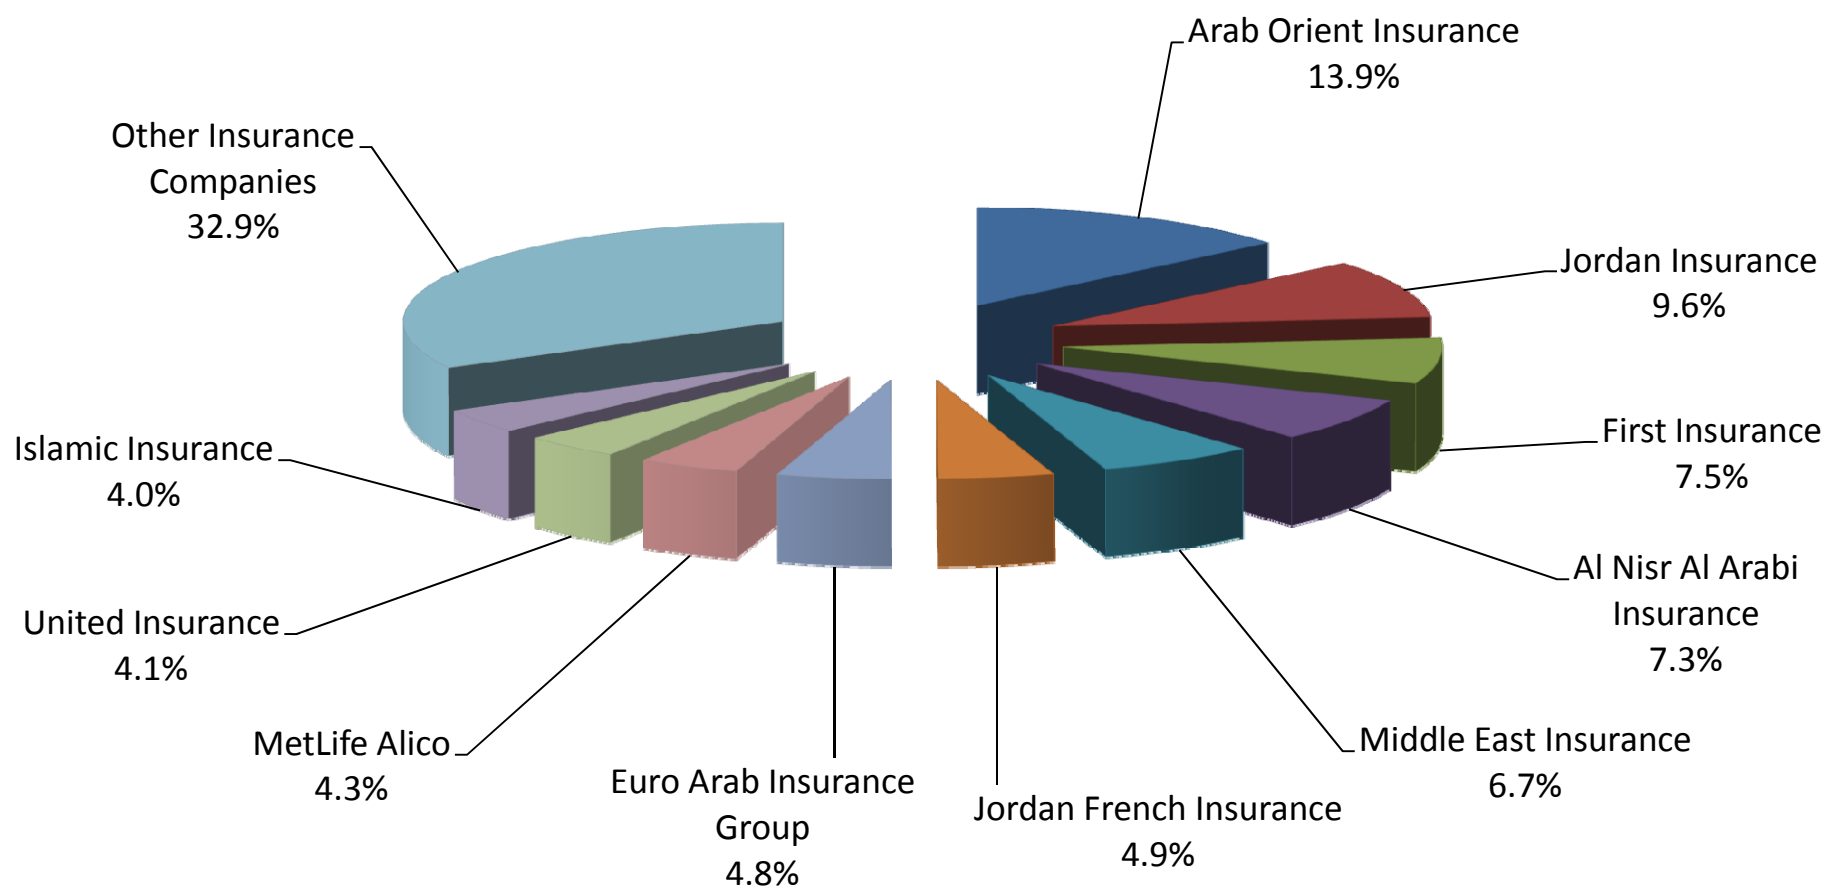 Arab Orient Insurance
13.9%
Jordan Insurance
9.6%
First Insurance
7.5%
Al Nisr Al Arabi
Insurance
7.3%
Middle East Insurance
6.7%
Jordan French Insurance
4.9%
Euro Arab Insurance
Group
4.8%
MetLife Alico
4.3%
United Insurance
4.1%
Islamic Insurance
4.0%
Other Insurance
Companies
32.9%